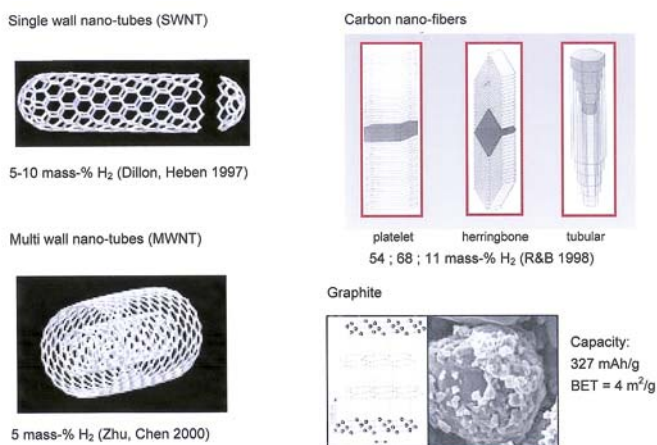 Single wall nano-tubes (SWNT)
5-10 mass-% H₂ (Dillon, Heben 1997)
Multi wall nano-tubes (MWNT)
5 mass-% H₂ (Zhu, Chen 2000)
Carbon nano-fibers
platelet herringbone tubular
54 ; 68 ; 11 mass-% H₂ (R&B 1998)
Graphite
Capacity:
327 mAh/g
BET = 4 m²/g